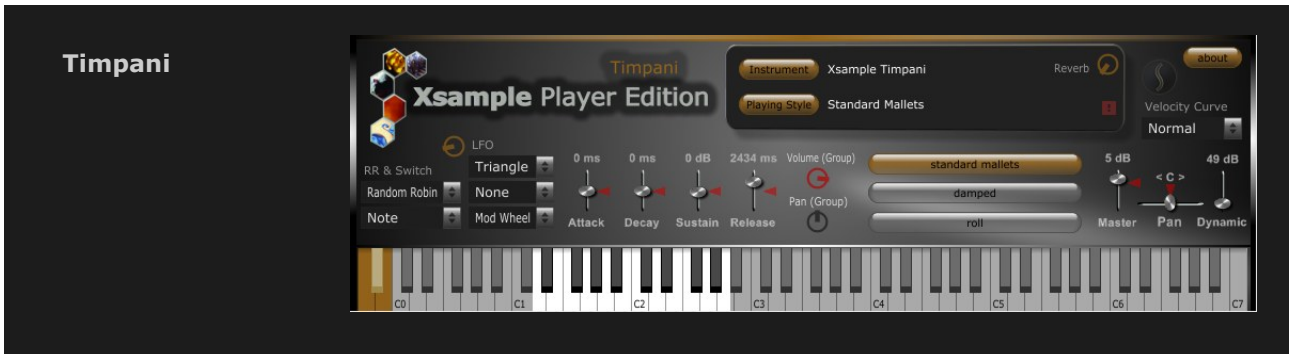 Timpani
Timpani
Xsample Player Edition
Instrument Xsample Timpani Reverb
Playing Style Standard Mallets
about
Velocity Curve
Normal
LFO
RR & Switch
Triangle
Random Robin None
Note Mod Wheel
0 ms 0 ms 0 dB 2434 ms
Attack Decay Sustain Release
Volume (Group)
Pan (Group)
standard mallets
damped
roll
5 dB < C > 49 dB
Master Pan Dynamic
C0 C1 C2 C3 C4 C5 C6 C7